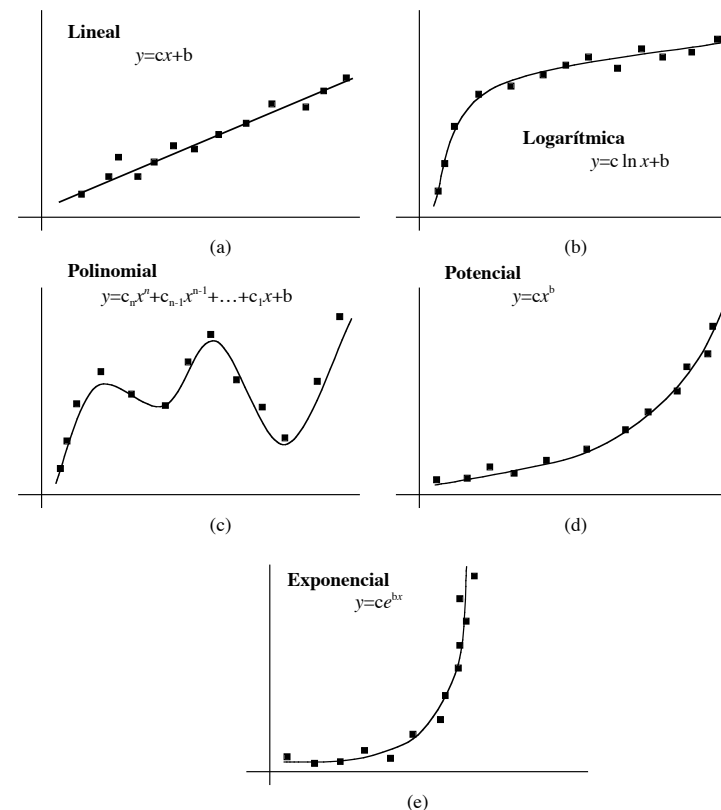 Lineal
y=cx+b
(a)
Logarítmica
y=c ln x+b
(b)
Polinomial
y=cₙxⁿ+cₙ₋₁xⁿ⁻¹+…+c₁x+b
(c)
Potencial
y=cxᵇ
(d)
Exponencial
y=ceᵇˣ
(e)